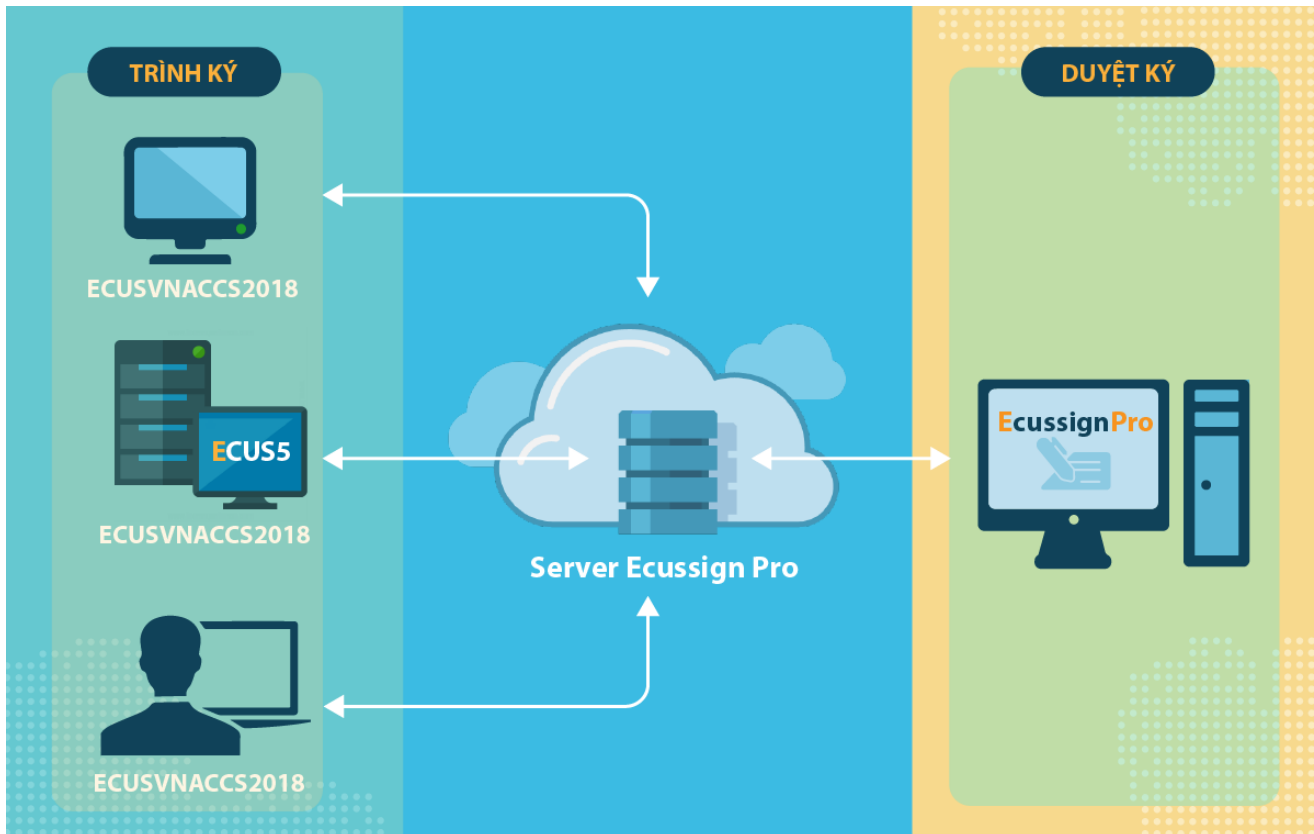 TRÌNH KÝ
DUYỆT KÝ
ECUSVNACCS2018
ECUS5
ECUSVNACCS2018
EcussignPro
Server Ecussign Pro
ECUSVNACCS2018